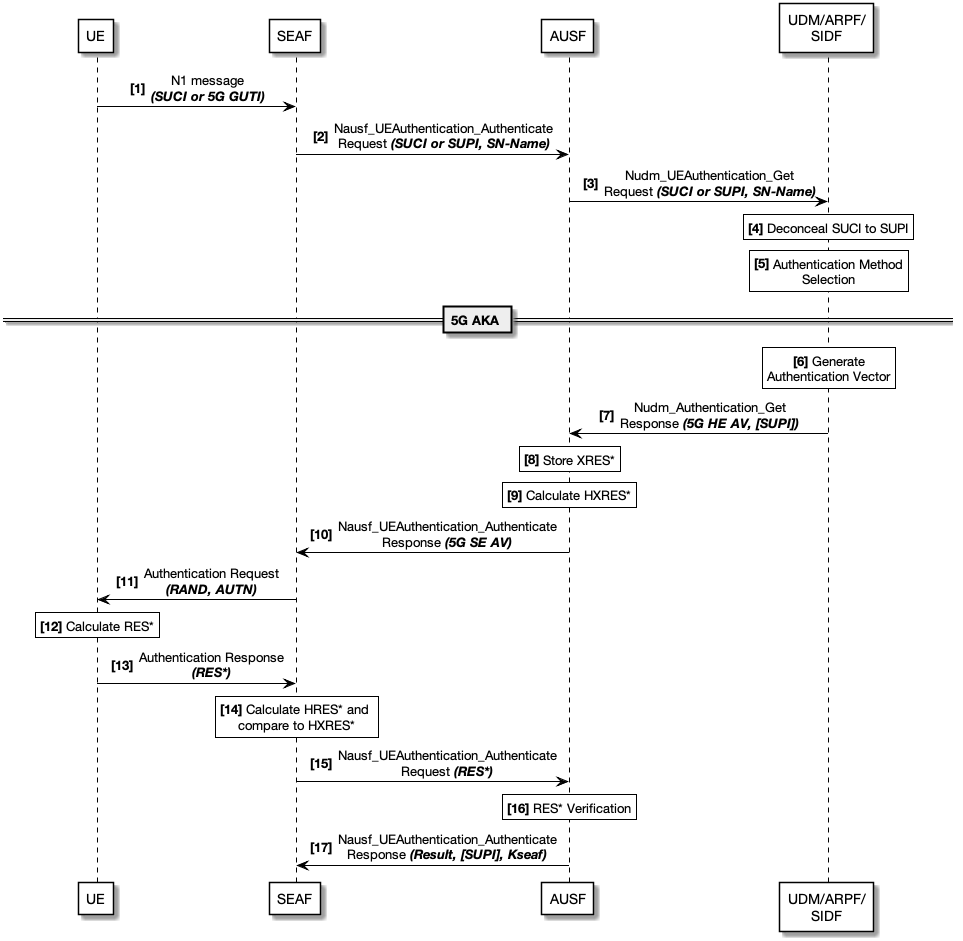 UE
SEAF
AUSF
UDM/ARPF/
SIDF
[1] N1 message
(SUCI or 5G GUTI)
[2] Nausf_UEAuthentication_Authenticate
Request (SUCI or SUPI, SN-Name)
[3] Nudm_UEAuthentication_Get
Request (SUCI or SUPI, SN-Name)
[4] Deconceal SUCI to SUPI
[5] Authentication Method
Selection
5G AKA
[6] Generate
Authentication Vector
[7] Nudm_Authentication_Get
Response (5G HE AV, [SUPI])
[8] Store XRES*
[9] Calculate HXRES*
[10] Nausf_UEAuthentication_Authenticate
Response (5G SE AV)
[11] Authentication Request
(RAND, AUTN)
[12] Calculate RES*
[13] Authentication Response
(RES*)
[14] Calculate HRES* and
compare to HXRES*
[15] Nausf_UEAuthentication_Authenticate
Request (RES*)
[16] RES* Verification
[17] Nausf_UEAuthentication_Authenticate
Response (Result, [SUPI], Kseaf)
UE
SEAF
AUSF
UDM/ARPF/
SIDF